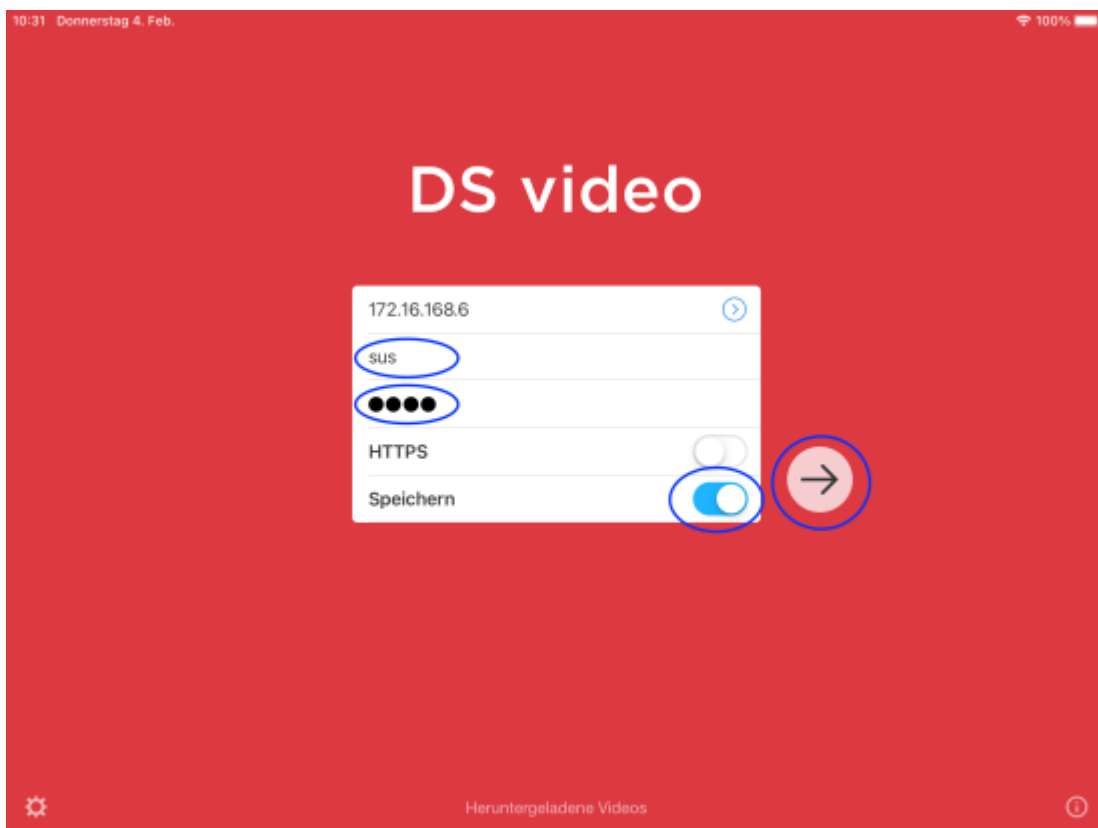 10:31 Donnerstag 4. Feb.
100%
DS video
172.16.168.6
sus
●●●●
HTTPS
Speichern
Heruntergeladene Videos